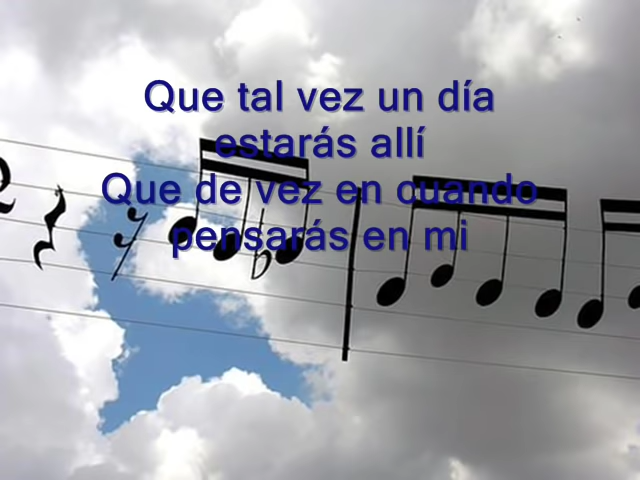 Que tal vez un día
estarás allí
Que de vez en cuando
pensarás en mi